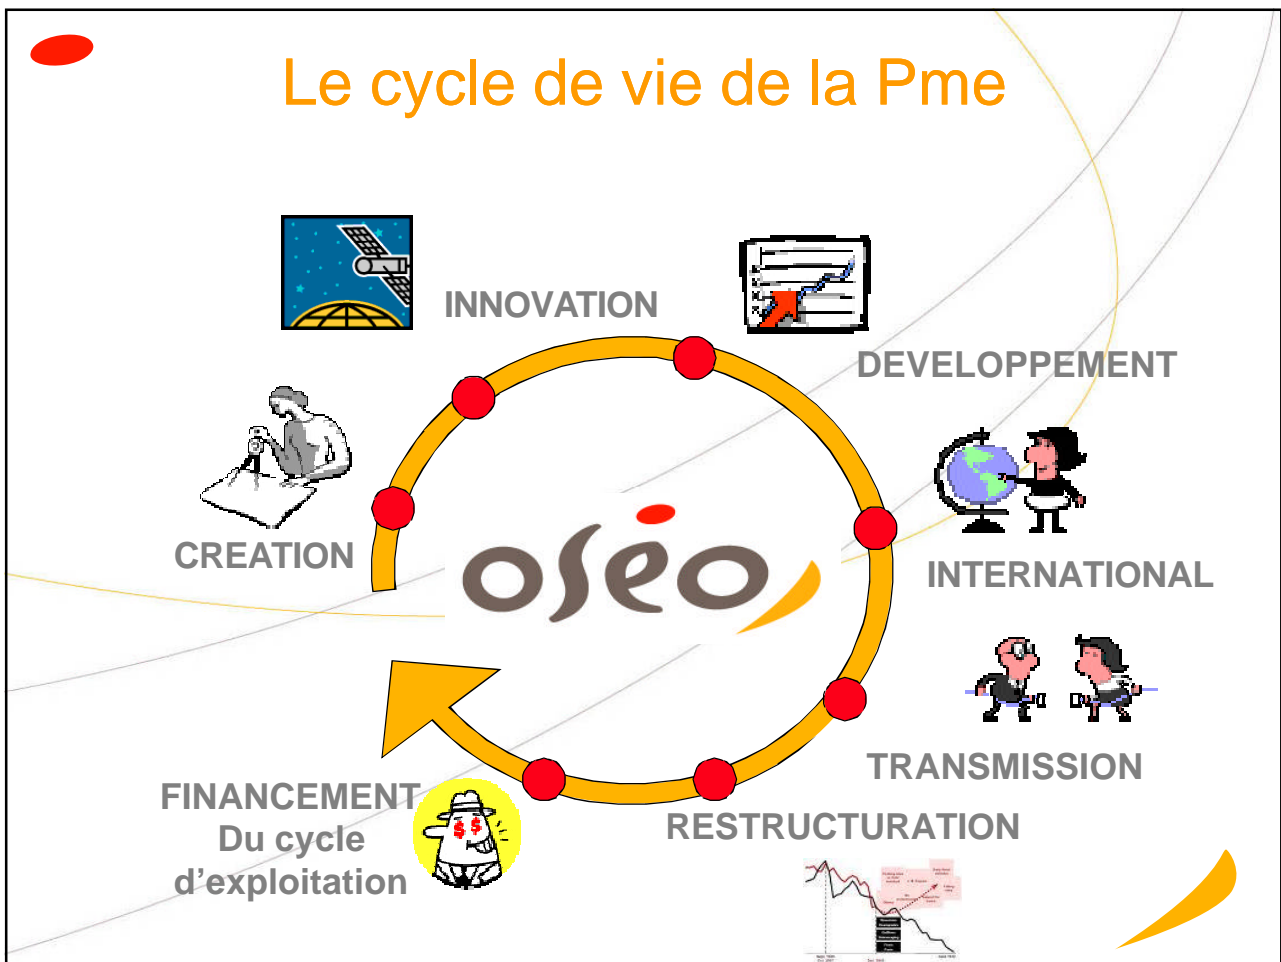 Le cycle de vie de la Pme
INNOVATION
DEVELOPPEMENT
CREATION
oséo
INTERNATIONAL
TRANSMISSION
FINANCEMENT
Du cycle
d’exploitation
RESTRUCTURATION